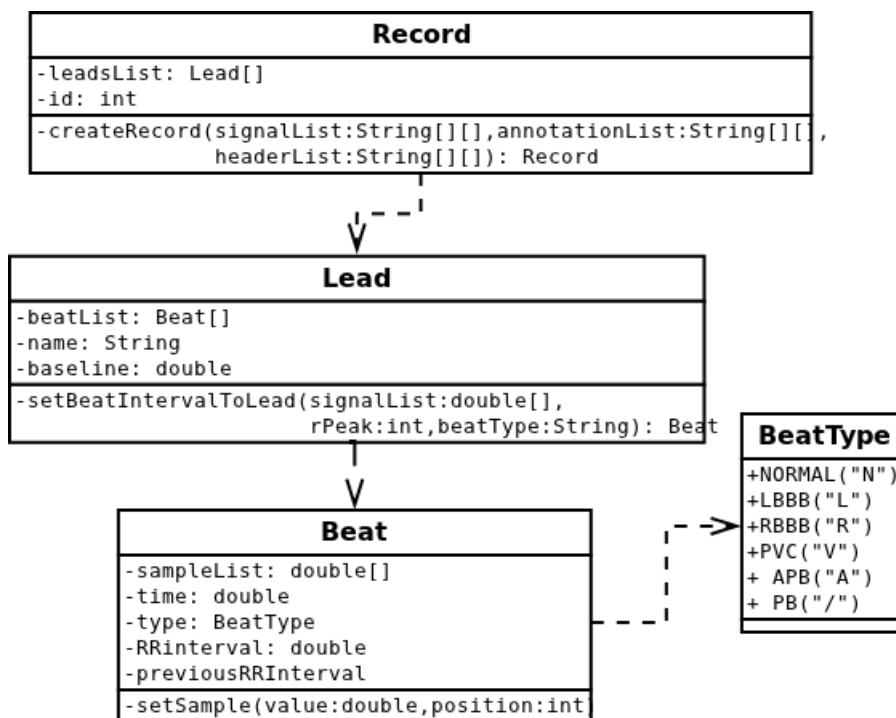 Record
-leadsList: Lead[]
-id: int
-createRecord(signalList:String[][],annotationList:String[][],
headerList:String[][]): Record
Lead
-beatList: Beat[]
-name: String
-baseline: double
-setBeatIntervalToLead(signalList:double[],
rPeak:int,beatType:String): Beat
BeatType
+NORMAL("N")
+LBBB("L")
+RBBB("R")
+PVC("V")
+ APB("A")
+ PB("/")
Beat
-sampleList: double[]
-time: double
-type: BeatType
-RRinterval: double
-previousRRInterval
-setSample(value:double,position:int)